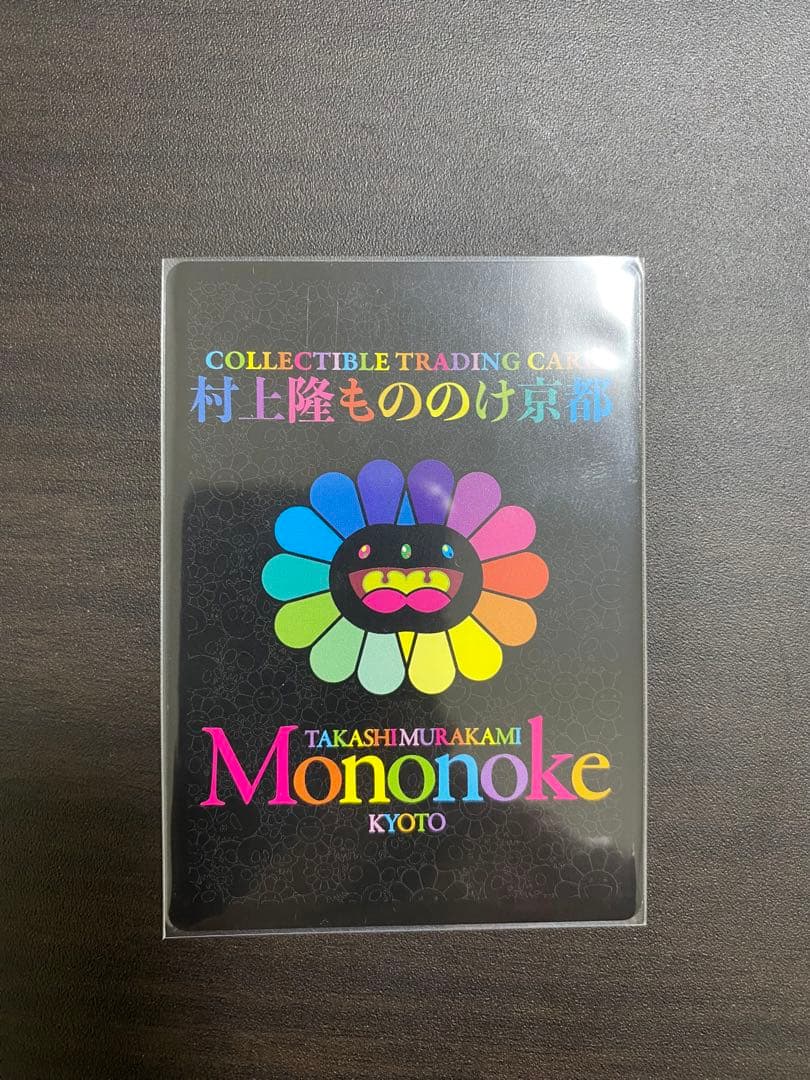 COLLECTIBLE TRADING CARD
村上隆もののけ京都
TAKASHI MURAKAMI
Mononoke
KYOTO